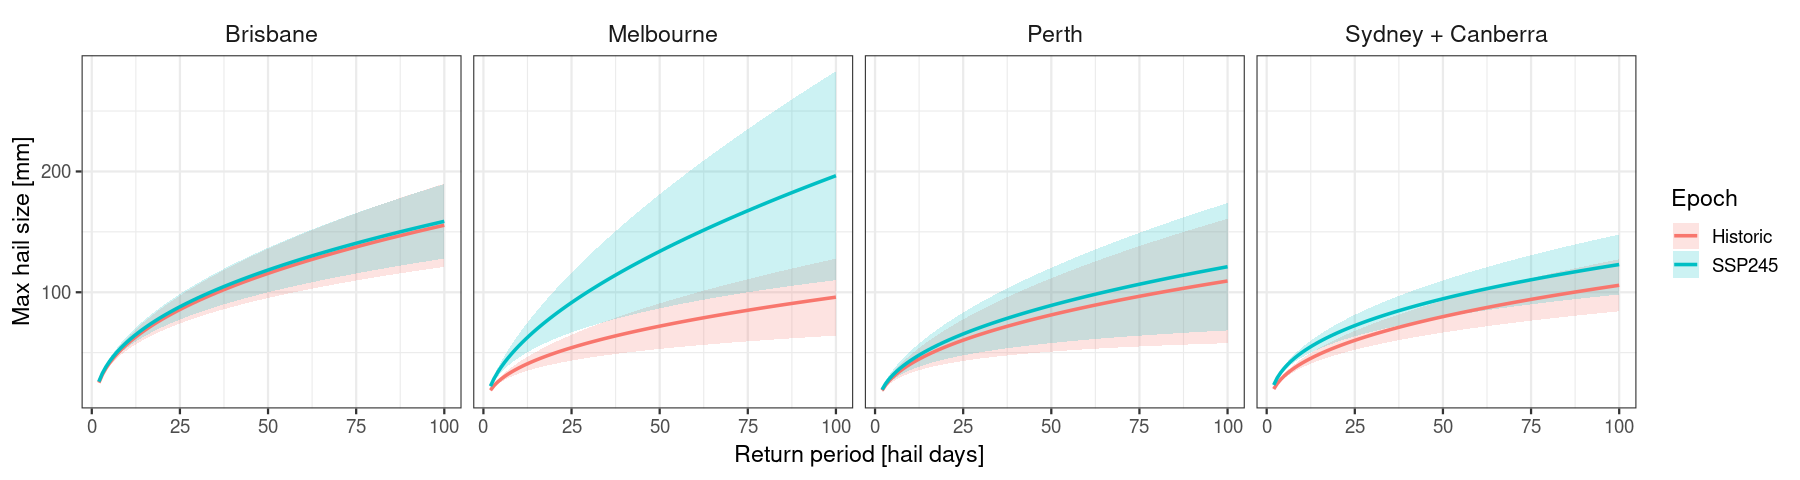 Brisbane
Melbourne
Perth
Sydney + Canberra
Max hail size [mm]
200
100
0 25 50 75 100
0 25 50 75 100
0 25 50 75 100
0 25 50 75 100
Return period [hail days]
Epoch
Historic
SSP245